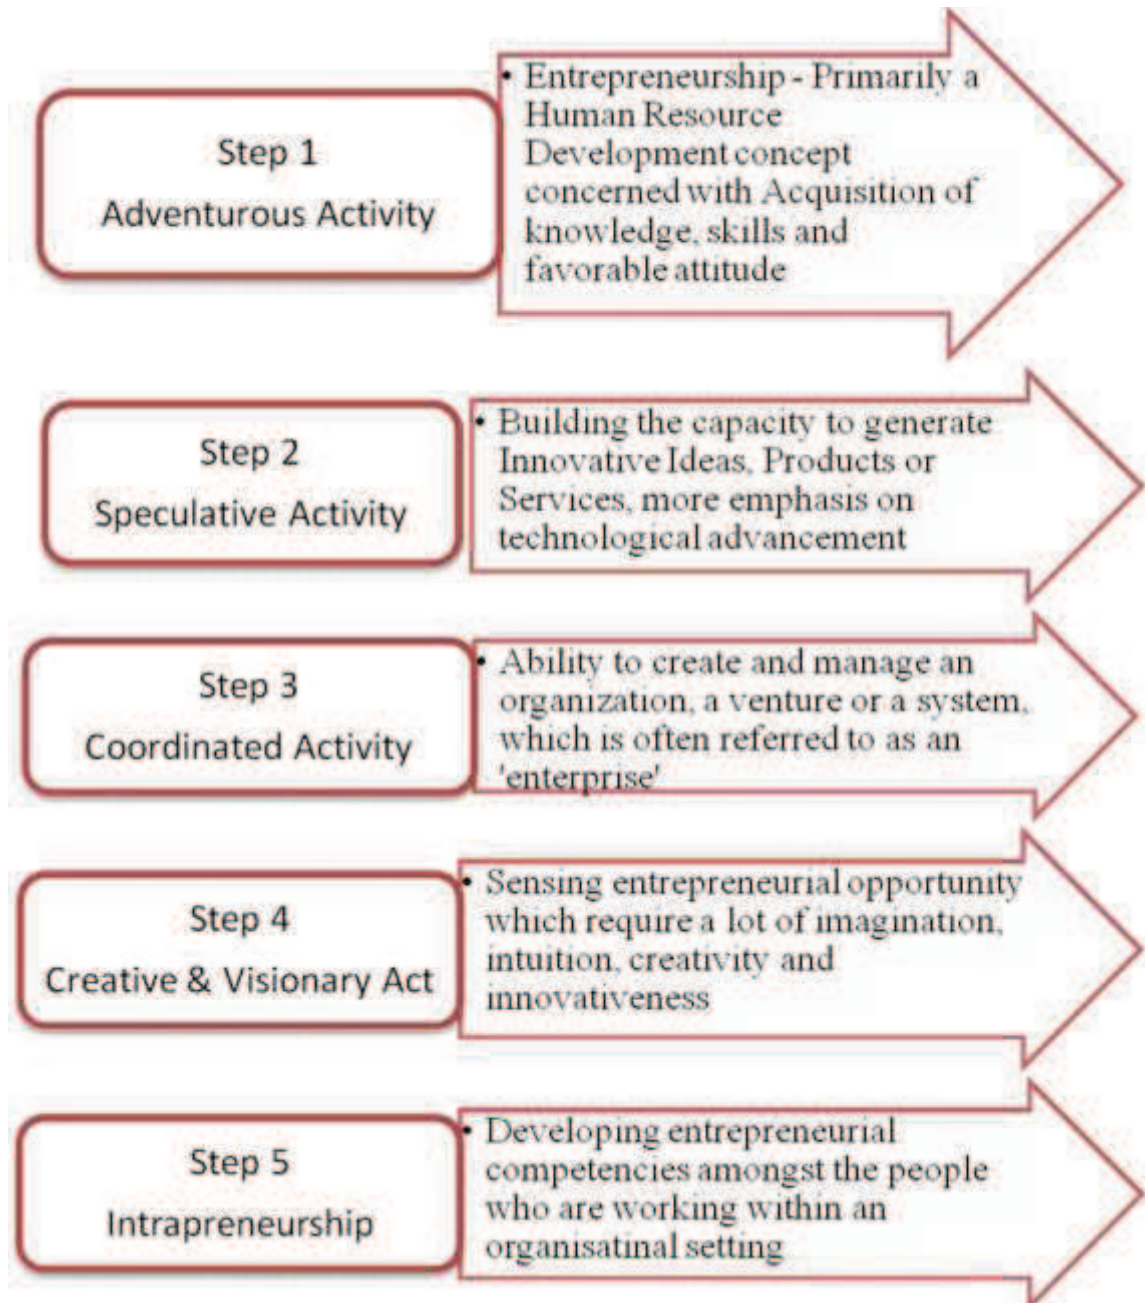 Step 1
Adventurous Activity
• Entrepreneurship - Primarily a
Human Resource
Development concept
concerned with Acquisition of
knowledge, skills and
favorable attitude
Step 2
Speculative Activity
• Building the capacity to generate
Innovative Ideas, Products or
Services, more emphasis on
technological advancement
Step 3
Coordinated Activity
• Ability to create and manage an
organization, a venture or a system,
which is often referred to as an
'enterprise'
Step 4
Creative & Visionary Act
• Sensing entrepreneurial opportunity
which require a lot of imagination,
intuition, creativity and
innovativeness
Step 5
Intrapreneurship
• Developing entrepreneurial
competencies amongst the people
who are working within an
organisatinal setting